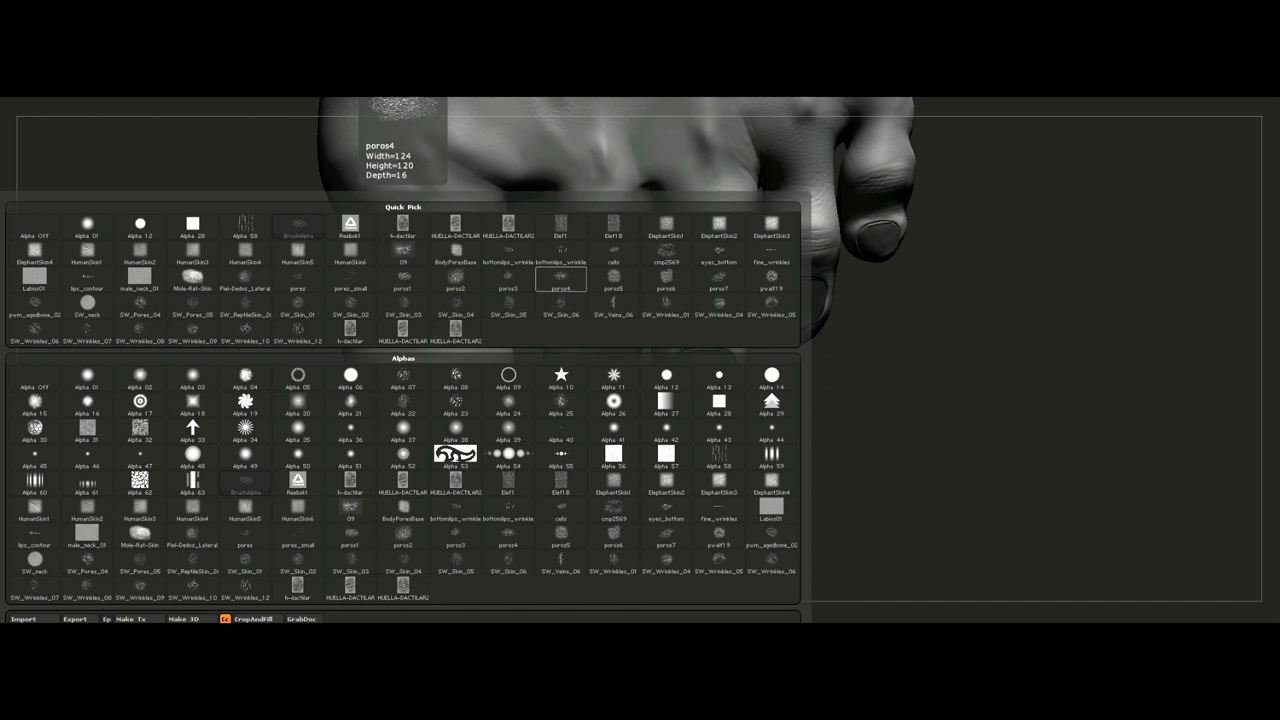 poros4
Width=124
Height=120
Depth=16
Quick Pick
Alpha Off Alpha 01 Alpha 12 Alpha 28 Alpha 58 BrushAlpha Reebok1 h-dactilar HUELLA-DACTILAR HUELLA-DACTILAR2 Elef1 Elef1B ElephantSkin1 ElephantSkin2 ElephantSkin3
ElephantSkin4 HumanSkin1 HumanSkin2 HumanSkin3 HumanSkin4 HumanSkin5 HumanSkin6 09 BodyPoresBase bottomlips_wrinkle bottomlips_wrinkle cells cmp2569 eyes_bottom fine_wrinkles
Labios01 lips_contour male_neck_01 Mole-Rat-Skin Piel-Dedos_Lateral pores pores_small poros1 poros2 poros3 poros4 poros5 poros6 poros7 pwalf19
pwm_agedbone_02 SW_neck SW_Pores_04 SW_Pores_05 SW_ReptileSkin_2 SW_Skin_01 SW_Skin_02 SW_Skin_03 SW_Skin_04 SW_Skin_05 SW_Skin_06 SW_Veins_06 SW_Wrinkles_01 SW_Wrinkles_04 SW_Wrinkles_05
SW_Wrinkles_06 SW_Wrinkles_07 SW_Wrinkles_08 SW_Wrinkles_09 SW_Wrinkles_10 SW_Wrinkles_12 h-dactilar HUELLA-DACTILAR HUELLA-DACTILAR2
Alphas
Alpha Off Alpha 01 Alpha 02 Alpha 03 Alpha 04 Alpha 05 Alpha 06 Alpha 07 Alpha 08 Alpha 09 Alpha 10 Alpha 11 Alpha 12 Alpha 13 Alpha 14
Alpha 15 Alpha 16 Alpha 17 Alpha 18 Alpha 19 Alpha 20 Alpha 21 Alpha 22 Alpha 23 Alpha 24 Alpha 25 Alpha 26 Alpha 27 Alpha 28 Alpha 29
Alpha 30 Alpha 31 Alpha 32 Alpha 33 Alpha 34 Alpha 35 Alpha 36 Alpha 37 Alpha 38 Alpha 39 Alpha 40 Alpha 41 Alpha 42 Alpha 43 Alpha 44
Alpha 45 Alpha 46 Alpha 47 Alpha 48 Alpha 49 Alpha 50 Alpha 51 Alpha 52 Alpha 53 Alpha 54 Alpha 55 Alpha 56 Alpha 57 Alpha 58 Alpha 59
Alpha 60 Alpha 61 Alpha 62 Alpha 63 BrushAlpha Reebok1 h-dactilar HUELLA-DACTILAR HUELLA-DACTILAR2 Elef1 Elef1B ElephantSkin1 ElephantSkin2 ElephantSkin3 ElephantSkin4
HumanSkin1 HumanSkin2 HumanSkin3 HumanSkin4 HumanSkin5 HumanSkin6 09 BodyPoresBase bottomlips_wrinkle bottomlips_wrinkle cells cmp2569 eyes_bottom fine_wrinkles Labios01
lips_contour male_neck_01 Mole-Rat-Skin Piel-Dedos_Lateral pores pores_small poros1 poros2 poros3 poros4 poros5 poros6 poros7 pwalf19 pwm_agedbone_02
SW_neck SW_Pores_04 SW_Pores_05 SW_ReptileSkin_2 SW_Skin_01 SW_Skin_02 SW_Skin_03 SW_Skin_04 SW_Skin_05 SW_Skin_06 SW_Veins_06 SW_Wrinkles_01 SW_Wrinkles_04 SW_Wrinkles_05 SW_Wrinkles_06
SW_Wrinkles_07 SW_Wrinkles_08 SW_Wrinkles_09 SW_Wrinkles_10 SW_Wrinkles_12 h-dactilar HUELLA-DACTILAR HUELLA-DACTILAR2
Import Export Ep Make Tx Make 3D Cc CropAndFill GrabDoc